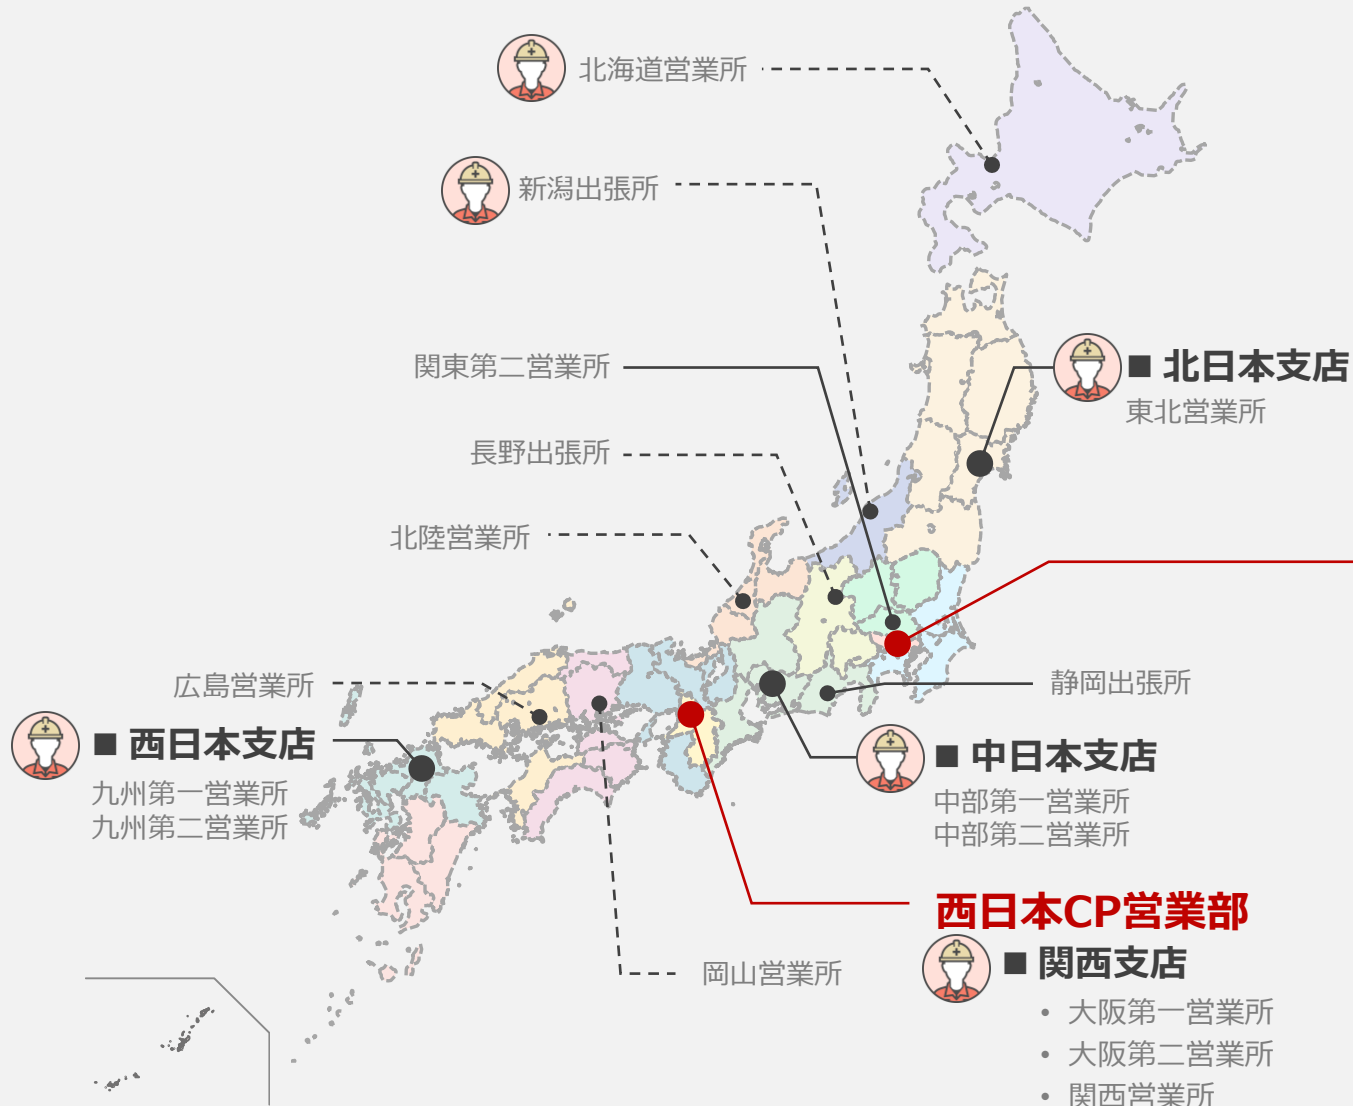 北海道営業所
新潟出張所
関東第二営業所
■ 北日本支店
東北営業所
長野出張所
北陸営業所
広島営業所
静岡出張所
■ 西日本支店
九州第一営業所
九州第二営業所
■ 中日本支店
中部第一営業所
中部第二営業所
西日本CP営業部
■ 関西支店
岡山営業所
• 大阪第一営業所
• 大阪第二営業所
• 関西営業所